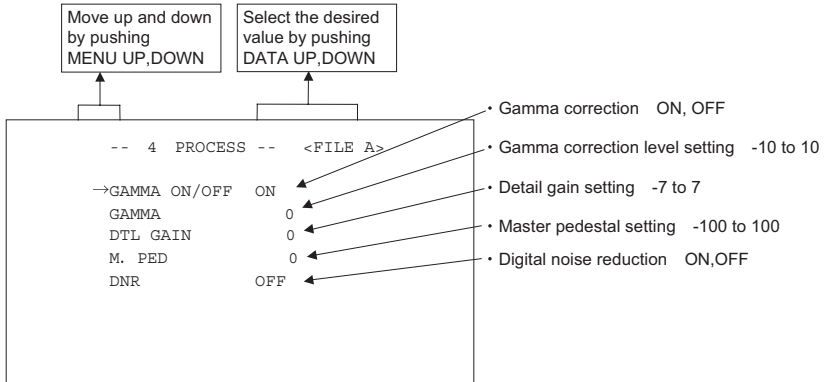 Move up and down
by pushing
MENU UP,DOWN
Select the desired
value by pushing
DATA UP,DOWN
-- 4 PROCESS -- <FILE A>
→GAMMA ON/OFF ON
GAMMA 0
DTL GAIN 0
M. PED 0
DNR OFF
・Gamma correction ON, OFF
・Gamma correction level setting -10 to 10
・Detail gain setting -7 to 7
・Master pedestal setting -100 to 100
・Digital noise reduction ON,OFF